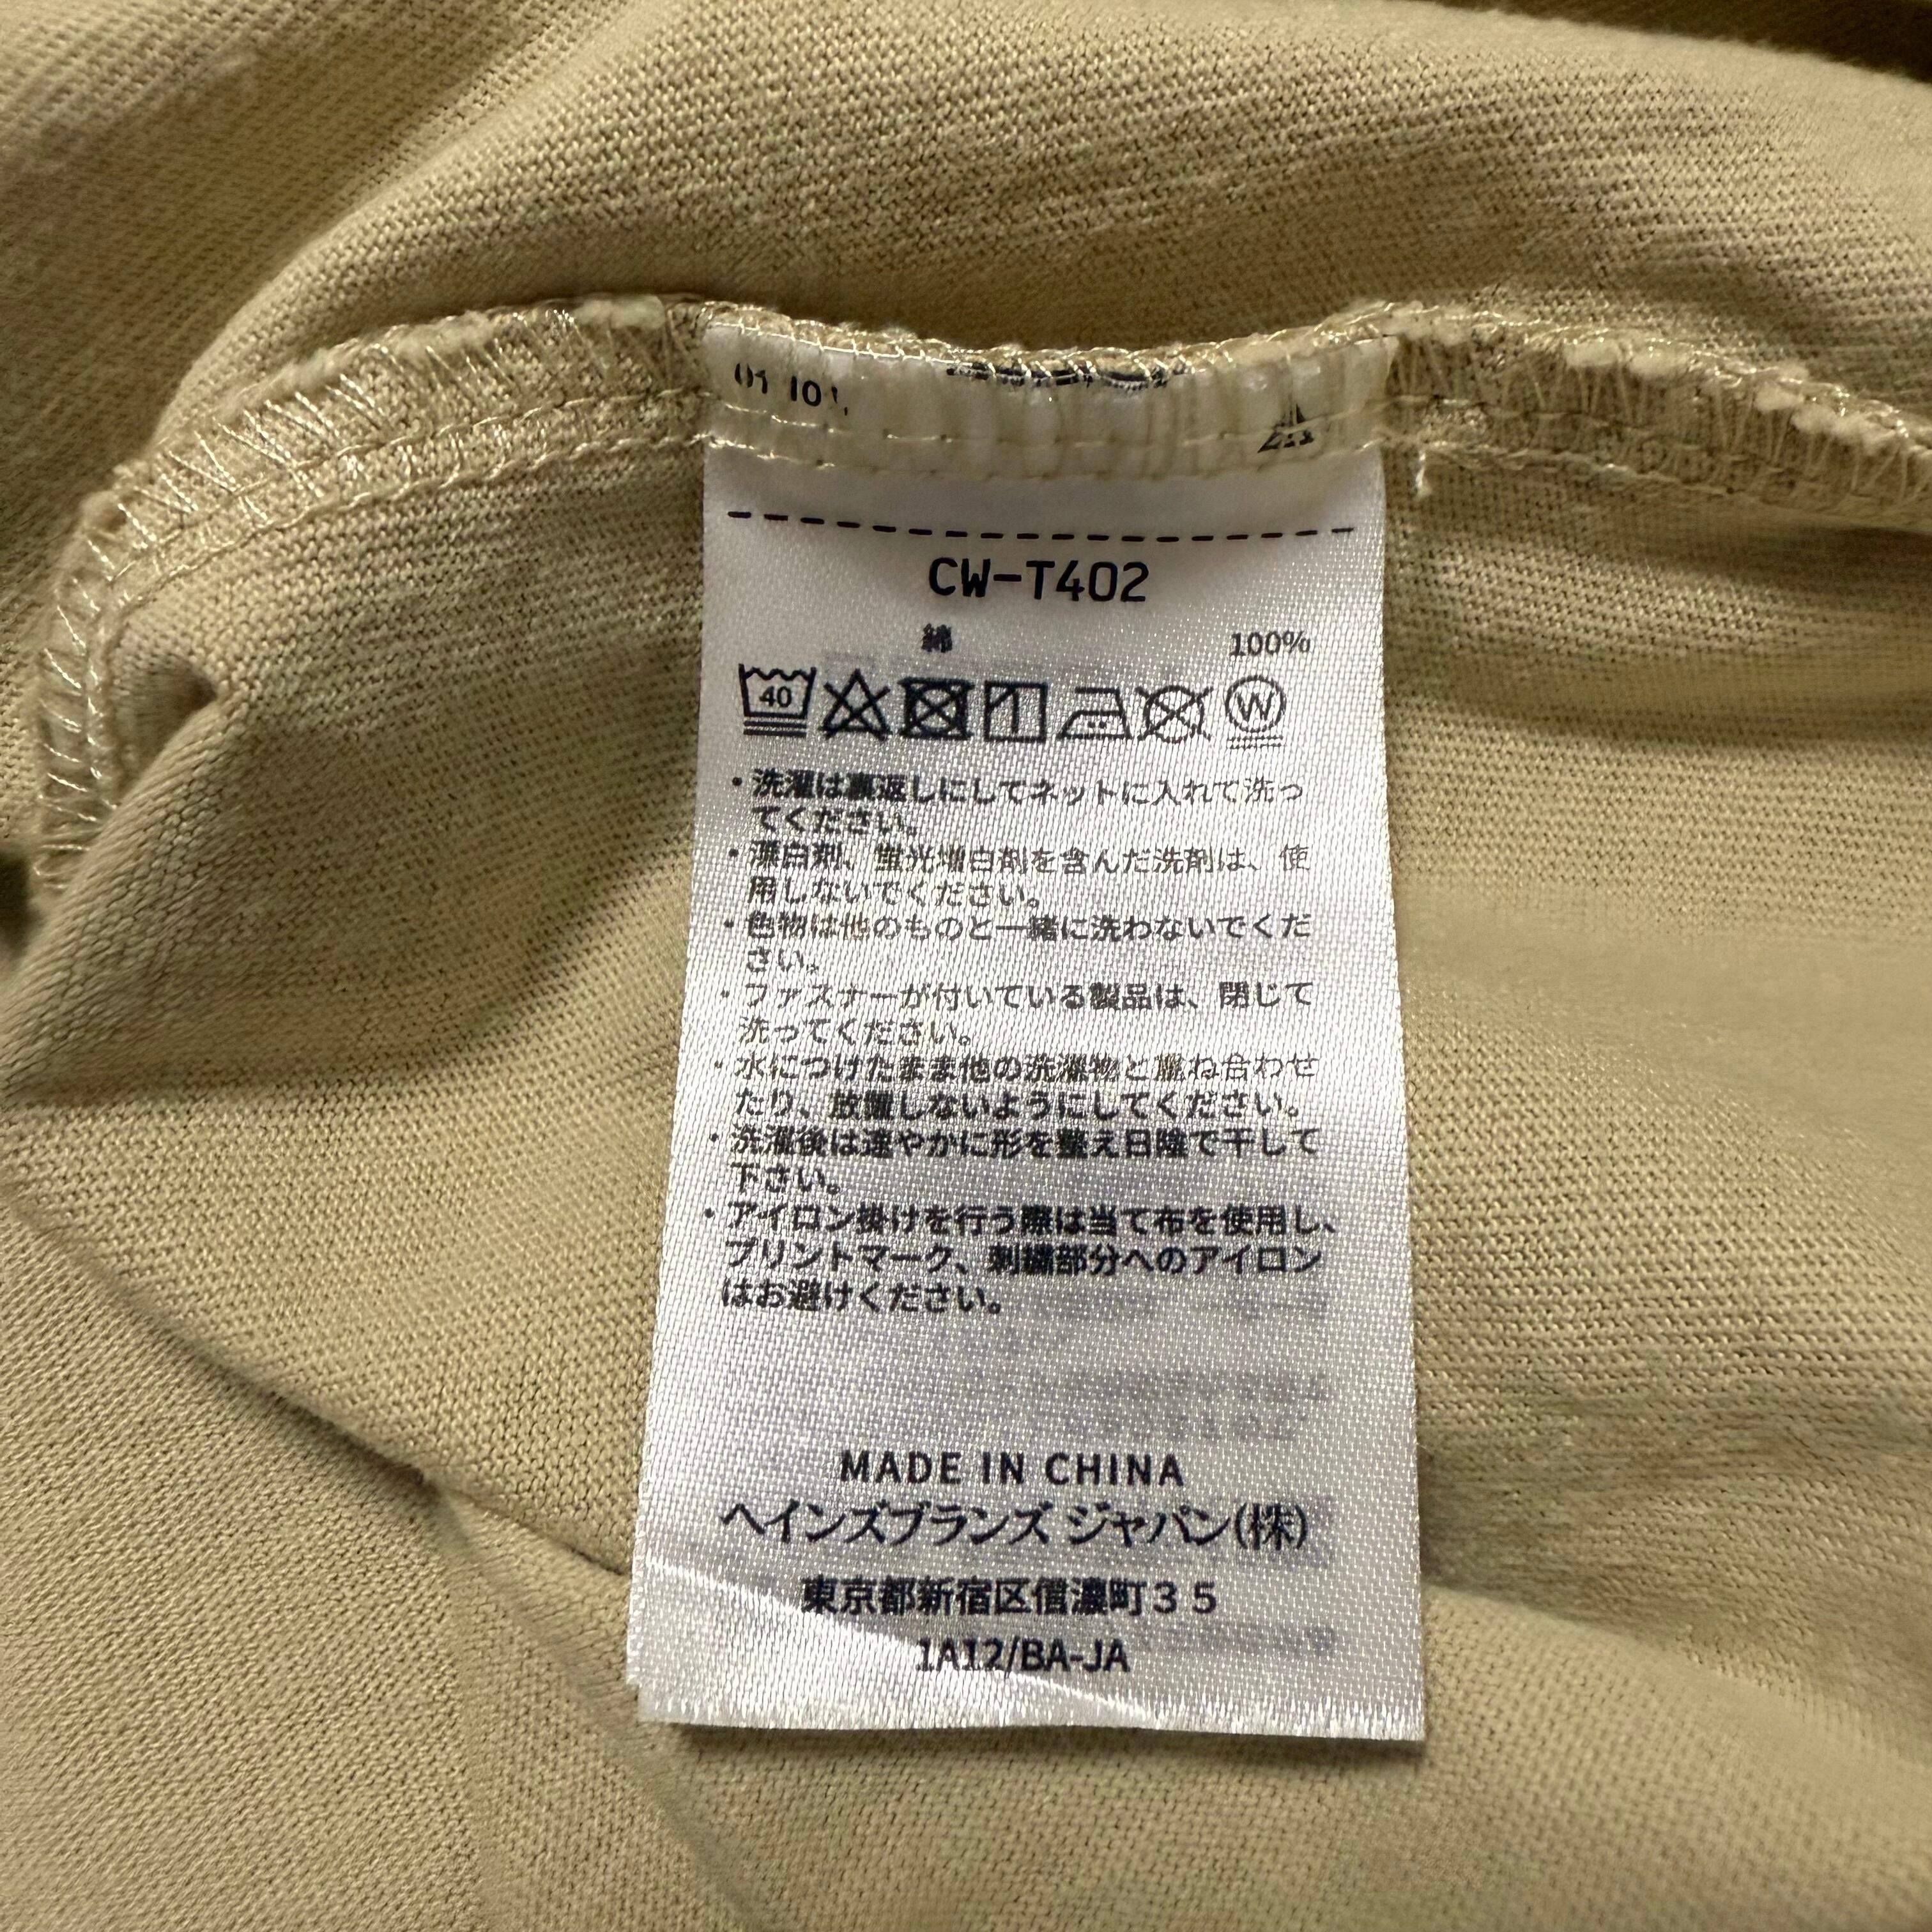 CW-T402
綿 100%
40
W
・洗濯は裏返しにしてネットに入れて洗っ
てください。
・漂白剤、蛍光増白剤を含んだ洗剤は、使
用しないでください。
・色物は他のものと一緒に洗わないでくだ
さい。
・ファスナーが付いている製品は、閉じて
洗ってください。
・水につけたまま他の洗濯物と重ね合わせ
たり、放置しないようにしてください。
・洗濯後は速やかに形を整え日陰で干して
下さい。
・アイロン掛けを行う際は当て布を使用し、
プリントマーク、刺繍部分へのアイロン
はお避けください。
MADE IN CHINA
ヘインズブランズ ジャパン(株)
東京都新宿区信濃町35
1A12/BA-JA